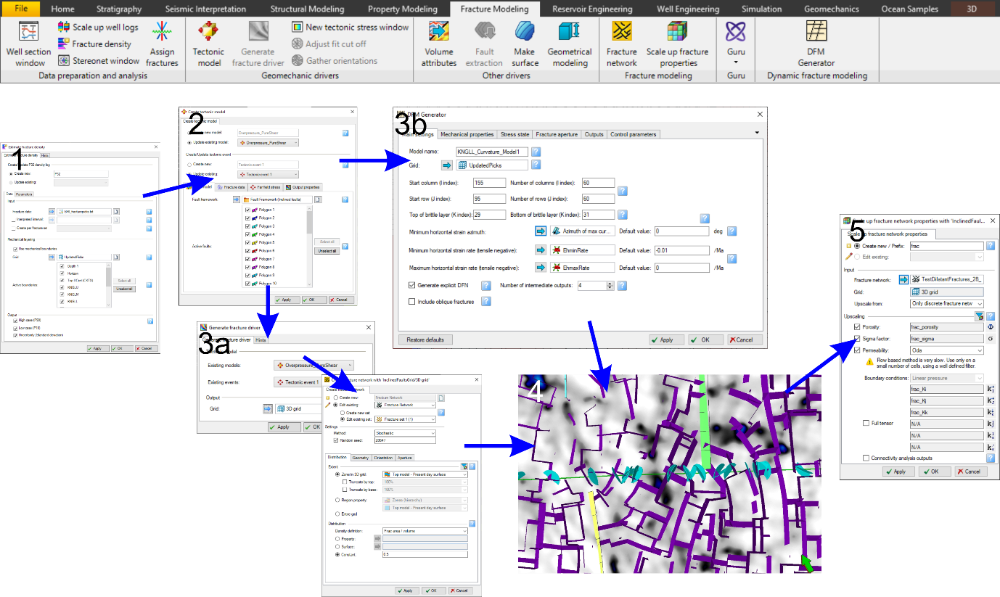 File Home Stratigraphy Seismic Interpretation Structural Modeling Property Modeling Fracture Modeling Reservoir Engineering Well Engineering Simulation Geomechanics Ocean Samples 3D
Well section window
Scale up well logs
Fracture density
Stereonet window
Assign fractures
Data preparation and analysis
Tectonic model
Generate fracture driver
New tectonic stress window
Adjust fit cut off
Gather orientations
Geomechanic drivers
Volume attributes
Fault extraction
Make surface
Geometrical modeling
Other drivers
Fracture network
Scale up fracture properties
Fracture modeling
Guru
Guru
DFM Generator
Dynamic fracture modeling
1
Estimate fracture density
Estimate fracture density Hints
Create/Update P32 density log
Create new: P32
Update existing:
Data Parameters
Input
Fracture data: BHI_fracturepicks.txt
Interpreted interval:
Create per fracture set
Mechanical layering
Use mechanical boundaries
Grid: UpdatedPicks
Active boundaries:
Depth 1
Horizon
KNGLU
KNGLM
KNGLL
Select all
Unselect all
Output
High case (P90)
Low case (P10)
Uncertainty (standard deviation)
Apply OK Cancel
2
Create tectonic model
Create tectonic model
new model: Overpressure_PureShear
Update existing model: Overpressure_PureShear
Create/Update tectonic event
Create new: Tectonic event 1
Update existing: Tectonic event 1
model Fracture data Far field stress Output properties
Fault framework: Fault Framework (Inclined faults)
Active faults:
Polygon 1
Polygon 2
Polygon 3
Polygon 4
Polygon 5
Polygon 6
Polygon 7
Polygon 8
Polygon 9
Polygon 10
Select all
Unselect all
Apply OK Cancel
3a
Generate fracture driver
Generate fracture driver Hints
model
Existing models: Overpressure_PureShear
Existing events: Tectonic event 1
Output
Grid: 3D grid
Apply OK
fracture network with 'InclinedFaultsGrid/3D grid'
Create new: Fracture Network
Edit existing: Fracture Network
Create new set
Edit existing set: Fracture set 1 (1)
Settings
Method: Stochastic
Random seed: 28647
Distribution Geometry Orientation Aperture
Extent
Zone in 3D grid: Top model - Present day surface
Truncate by top: 100%
Truncate by base: 100%
Region property: Zones (hierarchy)
Top model - Present day surface
Entire grid
Distribution
Density definition: Frac area / volume
Property:
Surface:
Constant: 0.5
Apply OK Cancel
3b
DFM Generator
Main settings Mechanical properties Stress state Fracture aperture Outputs Control parameters
Model name: KNGLL_Curvature_Model1
Grid: UpdatedPicks
Start column (I index): 155 Number of columns (I index): 60
Start row (J index): 95 Number of rows (J index): 60
Top of brittle layer (K index): 29 Bottom of brittle layer (K index): 31
Minimum horizontal strain azimuth: Azimuth of max cur... Default value: 0 deg
Minimum horizontal strain rate (tensile negative): EhminRate Default value: -0.01 /Ma
Maximum horizontal strain rate (tensile negative): EhmaxRate Default value: 0 /Ma
Generate explicit DFN Number of intermediate outputs: 4
Include oblique fractures
Restore defaults Apply OK Cancel
4
5
Scale up fracture network properties with 'InclinedFaul...
Scale up fracture network properties
Create new / Prefix: frac
Edit existing:
Input
Fracture network: TestDilatantFractures_2B_
Grid: 3D grid
Upscale from: Only discrete fracture netw
Upscaling
Porosity: frac_porosity Φ
Sigma factor: frac_sigma σ
Permeability: Oda
Flow based method is very slow. Use only on a
small number of cells, using a well defined filter.
Boundary conditions: Linear pressure
frac_Ki
frac_Kj
frac_Kk
Full tensor N/A
N/A
N/A
Connectivity analysis outputs
Apply OK Cancel